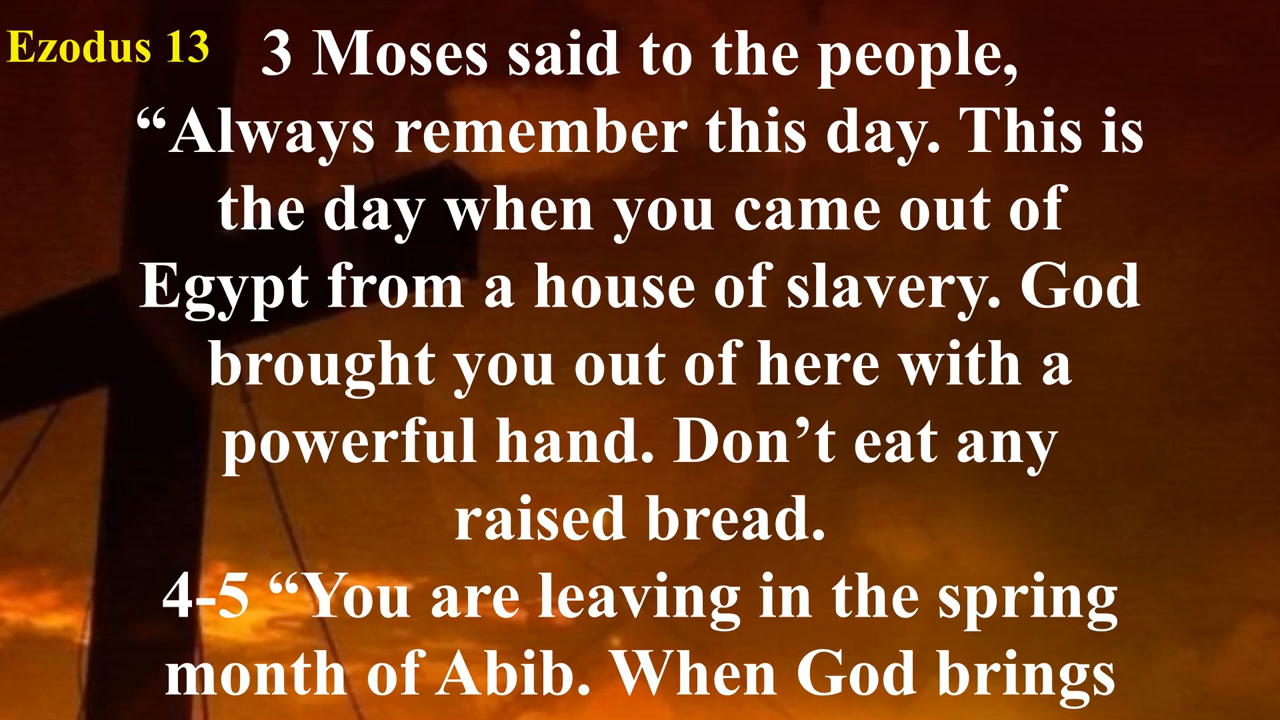 Ezodus 13
3 Moses said to the people,
“Always remember this day. This is
the day when you came out of
Egypt from a house of slavery. God
brought you out of here with a
powerful hand. Don’t eat any
raised bread.
4-5 “You are leaving in the spring
month of Abib. When God brings